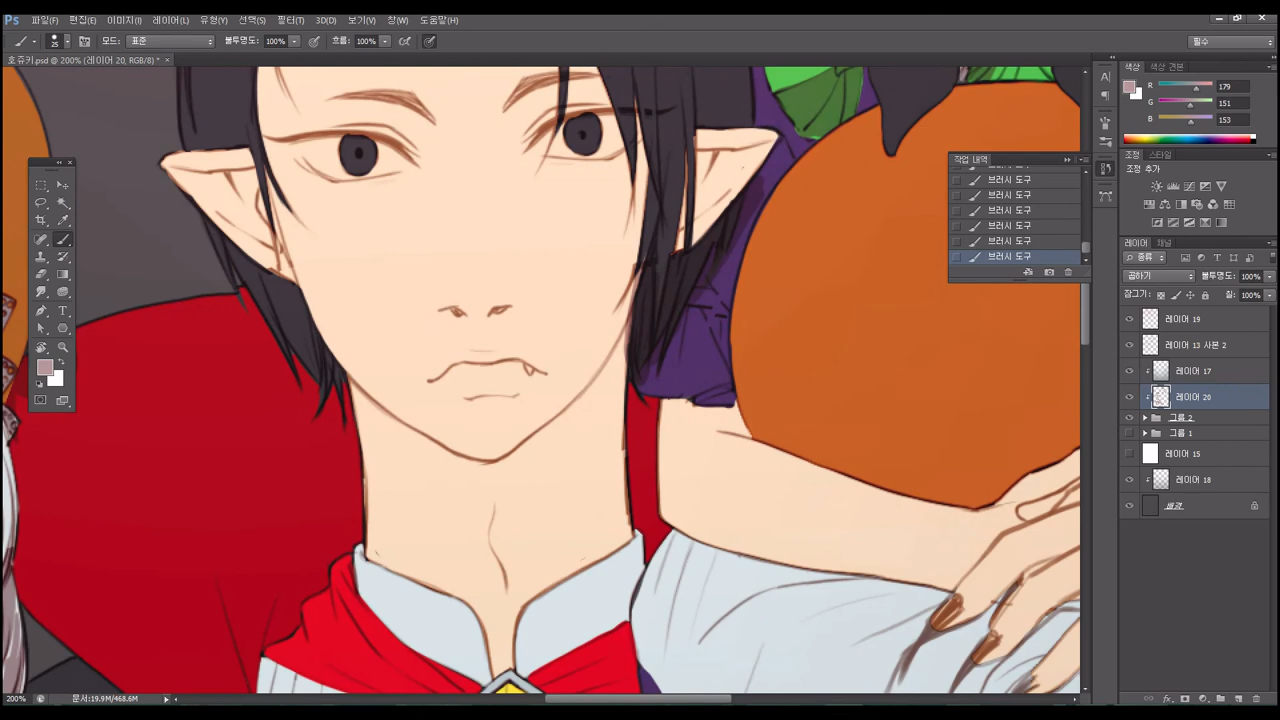 Ps 파일(F) 편집(E) 이미지(I) 레이어(L) 유형(Y) 선택(S) 필터(T) 3D(D) 보기(V) 창(W) 도움말(H)
25 모드: 표준 불투명도: 100% 흐름: 100% 필수
호쥬키.psd @ 200% (레이어 20, RGB/8) * ×
색상 색상 견본
R 179
G 151
B 153
조정 스타일
조정 추가
작업 내역
브러시 도구
브러시 도구
브러시 도구
브러시 도구
브러시 도구
브러시 도구
레이어 채널
종류
곱하기 불투명도: 100%
잠그기: 칠: 100%
레이어 19
레이어 13 사본 2
레이어 17
레이어 20
그룹 2
그룹 1
레이어 15
레이어 18
배경
200% 문서:19.9M/468.6M